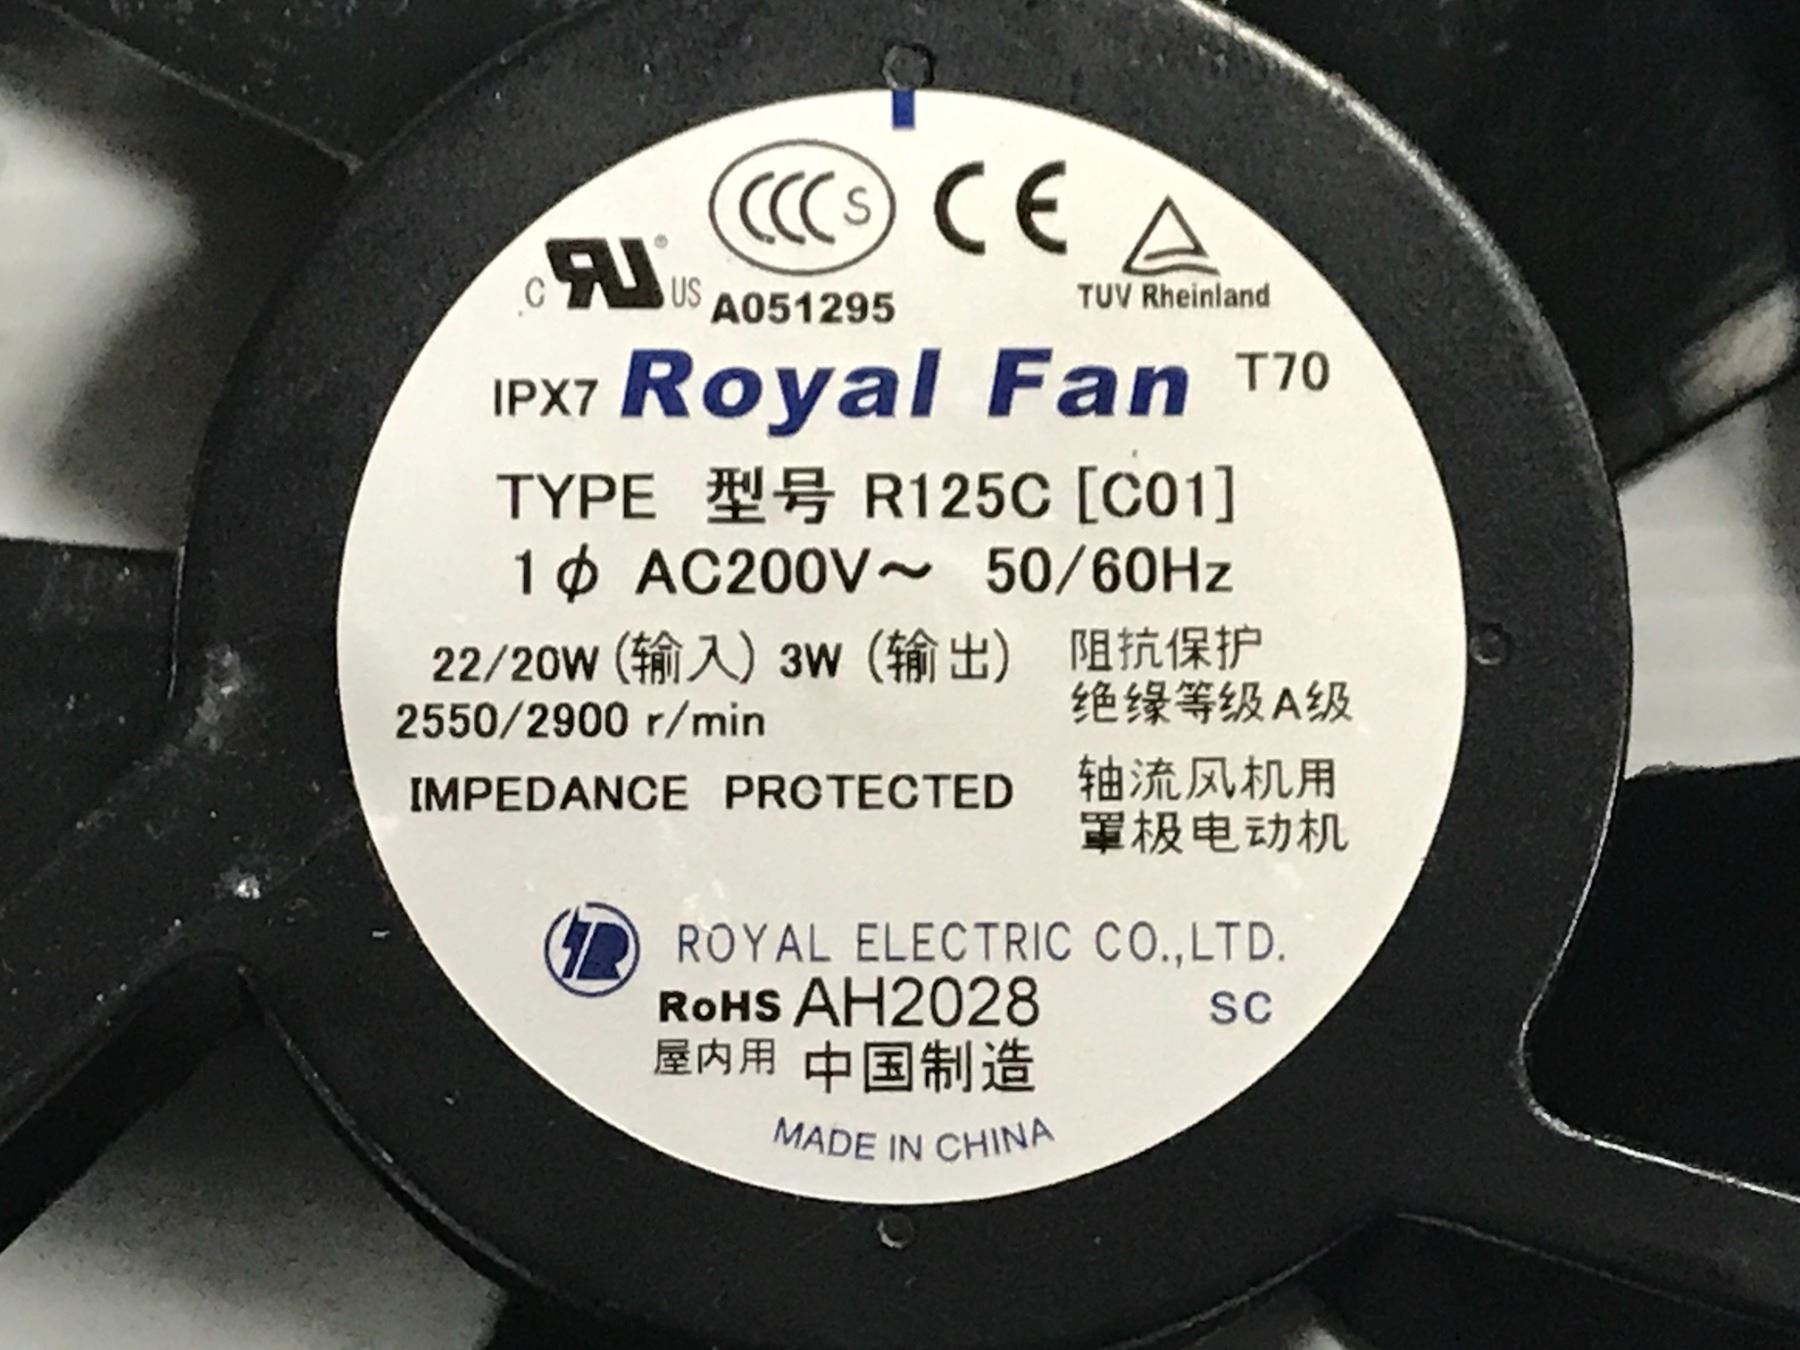 CCC S CE
c RU ® US A051295 TUV Rheinland
IPX7 Royal Fan T70
TYPE 型号 R125C [C01]
1φ AC200V～ 50/60Hz
22/20W (输入) 3W (输出) 阻抗保护
2550/2900 r/min 绝缘等级A级
IMPEDANCE PROTECTED 轴流风机用
罩极电动机
R ROYAL ELECTRIC CO.,LTD.
RoHS AH2028 SC
屋内用 中国制造
MADE IN CHINA